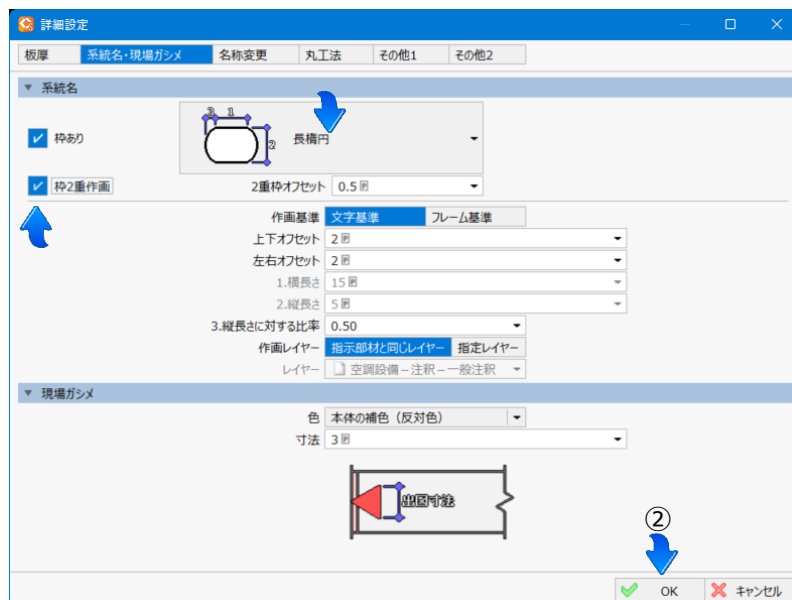 詳細設定
板厚 系統名・現場ガシメ 名称変更 丸工法 その他1 その他2
系統名
枠あり 3 1 2 長楕円
枠2重作画 2重枠オフセット 0.5
作画基準 文字基準 フレーム基準
上下オフセット 2
左右オフセット 2
1.横長さ 15
2.縦長さ 5
3.縦長さに対する比率 0.50
作画レイヤー 指示部材と同じレイヤー 指定レイヤー
レイヤー 空調設備-注釈-一般注釈
現場ガシメ
色 本体の補色（反対色）
寸法 3
出図寸法
②
OK キャンセル